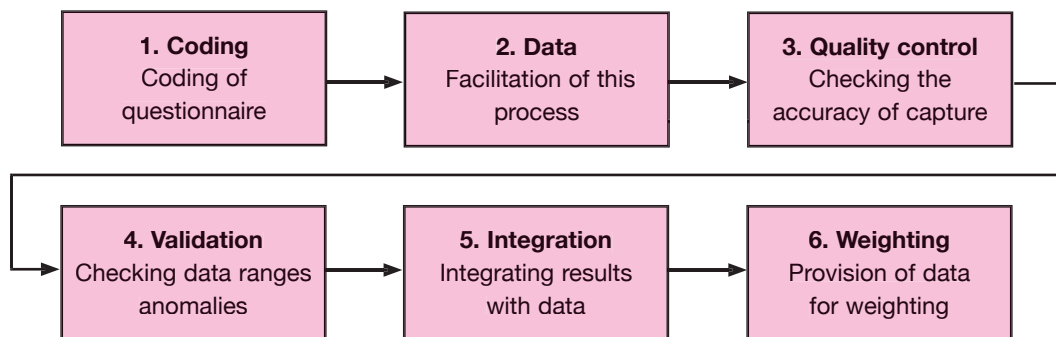 1. Coding
Coding of
questionnaire
2. Data
Facilitation of this
process
3. Quality control
Checking the
accuracy of capture
4. Validation
Checking data ranges
anomalies
5. Integration
Integrating results
with data
6. Weighting
Provision of data
for weighting